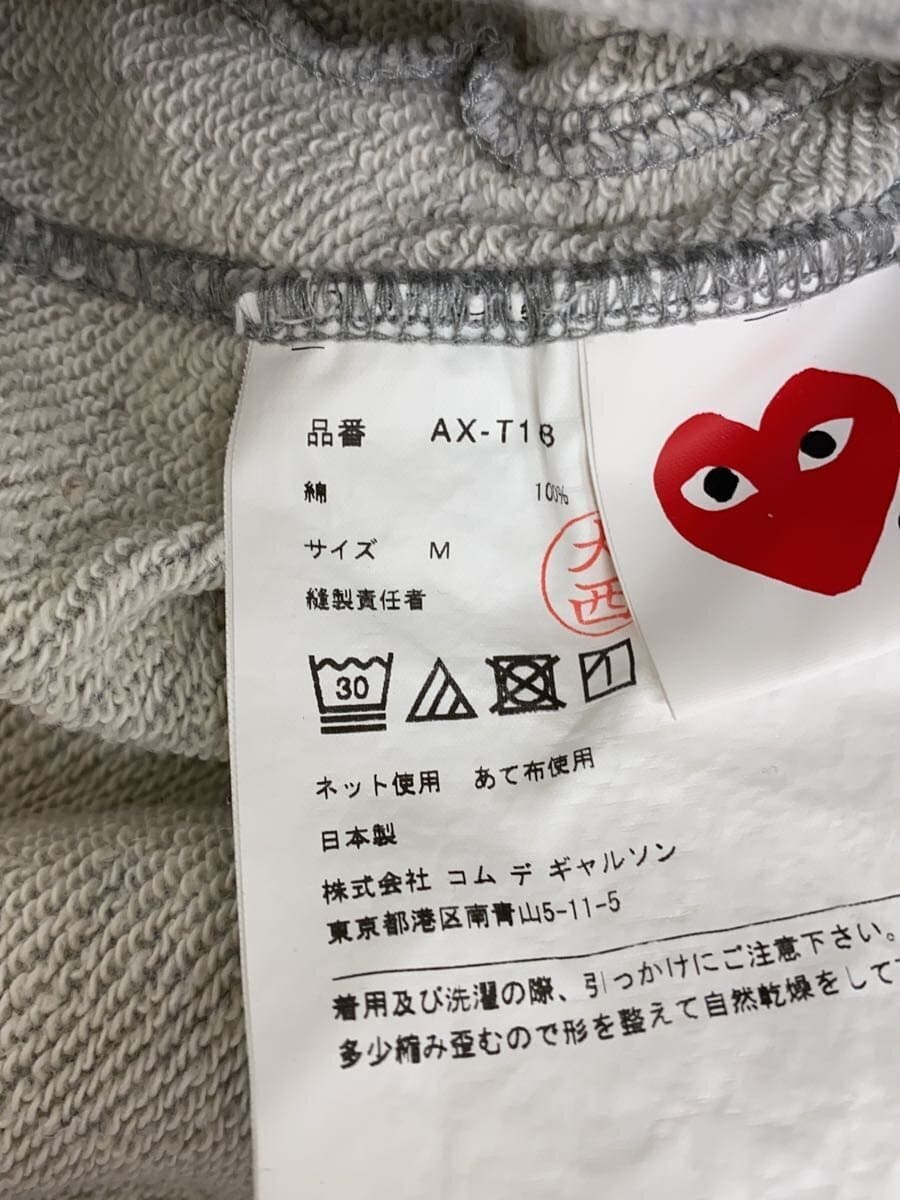 品番 AX-T16
綿 100%
サイズ M
縫製責任者
大西
30
ネット使用 あて布使用
日本製
株式会社 コム デ ギャルソン
東京都港区南青山5-11-5
着用及び洗濯の際、引っかけにご注意下さい。
多少縮み歪むので形を整えて自然乾燥をして下